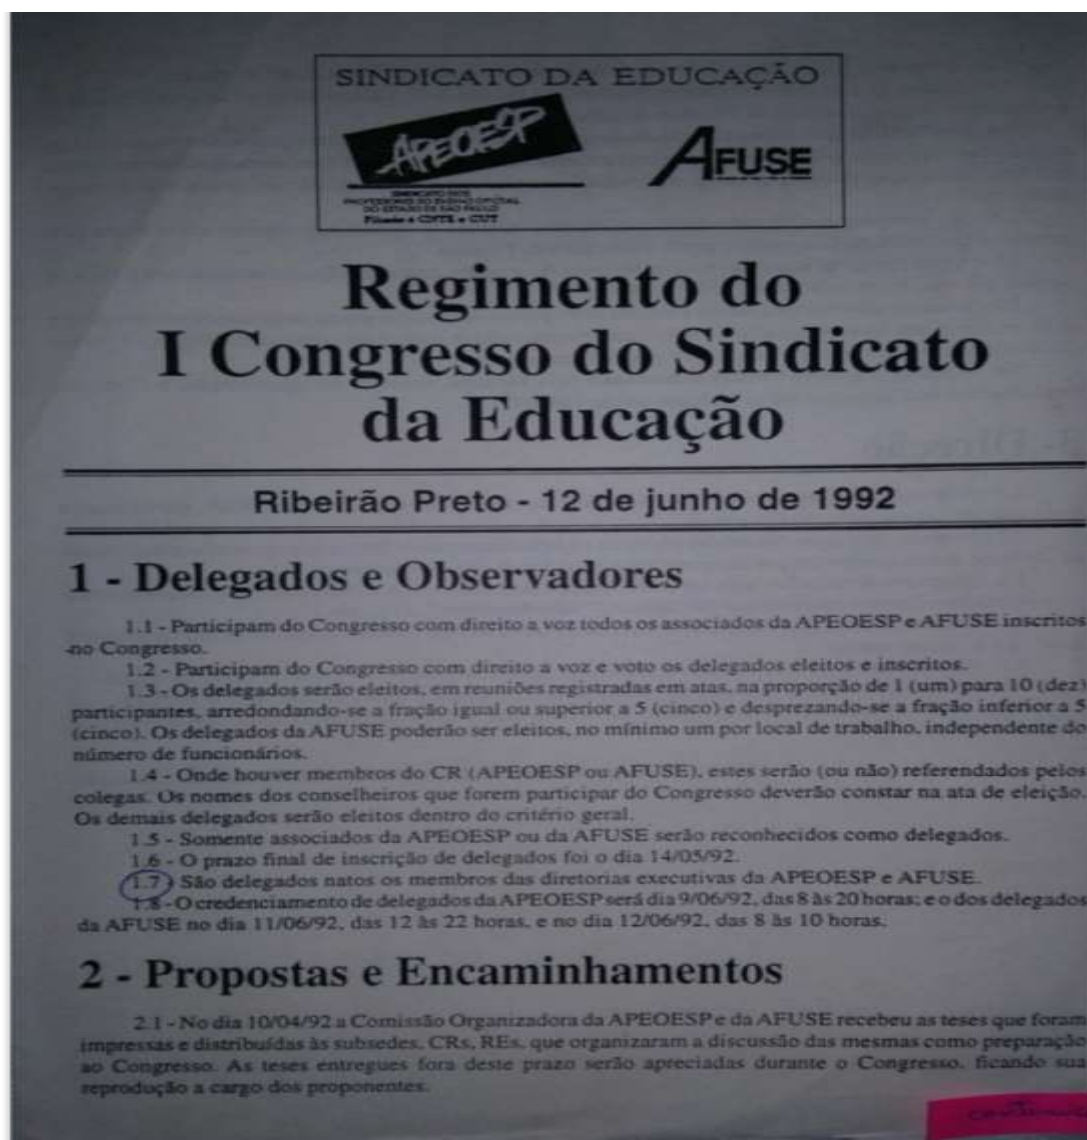 SINDICATO DA EDUCAÇÃO
APEOESP
AFUSE
SINDICATO DOS
PROFESSORES DO ENSINO OFICIAL
DO ESTADO DE SÃO PAULO
Filiado a CNTE e CUT
Regimento do
I Congresso do Sindicato
da Educação
Ribeirão Preto - 12 de junho de 1992
1 - Delegados e Observadores
1.1 - Participam do Congresso com direito a voz todos os associados da APEOESP e AFUSE inscritos
no Congresso.
1.2 - Participam do Congresso com direito a voz e voto os delegados eleitos e inscritos.
1.3 - Os delegados serão eleitos, em reuniões registradas em atas, na proporção de 1 (um) para 10 (dez)
participantes, arredondando-se a fração igual ou superior a 5 (cinco) e desprezando-se a fração inferior a 5
(cinco). Os delegados da AFUSE poderão ser eleitos, no mínimo um por local de trabalho, independente do
número de funcionários.
1.4 - Onde houver membros do CR (APEOESP ou AFUSE), estes serão (ou não) referendados pelos
colegas. Os nomes dos conselheiros que forem participar do Congresso deverão constar na ata de eleição.
Os demais delegados serão eleitos dentro do critério geral.
1.5 - Somente associados da APEOESP ou da AFUSE serão reconhecidos como delegados.
1.6 - O prazo final de inscrição de delegados foi o dia 14/05/92.
1.7 - São delegados natos os membros das diretorias executivas da APEOESP e AFUSE.
1.8 - O credenciamento de delegados da APEOESP será dia 9/06/92, das 8 às 20 horas; e o dos delegados
da AFUSE no dia 11/06/92, das 12 às 22 horas, e no dia 12/06/92, das 8 às 10 horas.
2 - Propostas e Encaminhamentos
2.1 - No dia 10/04/92 a Comissão Organizadora da APEOESP e da AFUSE recebeu as teses que foram
impressas e distribuídas às subsedes, CRs, REs, que organizaram a discussão das mesmas como preparação
ao Congresso. As teses entregues fora deste prazo serão apreciadas durante o Congresso, ficando sua
reprodução a cargo dos proponentes.